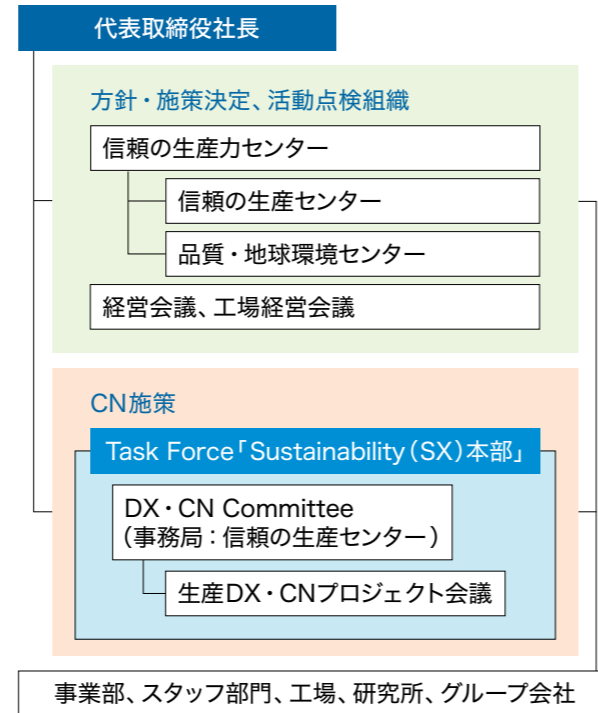 代表取締役社長
方針・施策決定、活動点検組織
信頼の生産力センター
信頼の生産センター
品質・地球環境センター
経営会議、工場経営会議
CN施策
Task Force「Sustainability（SX）本部」
DX・CN Committee
（事務局：信頼の生産センター）
生産DX・CNプロジェクト会議
事業部、スタッフ部門、工場、研究所、グループ会社